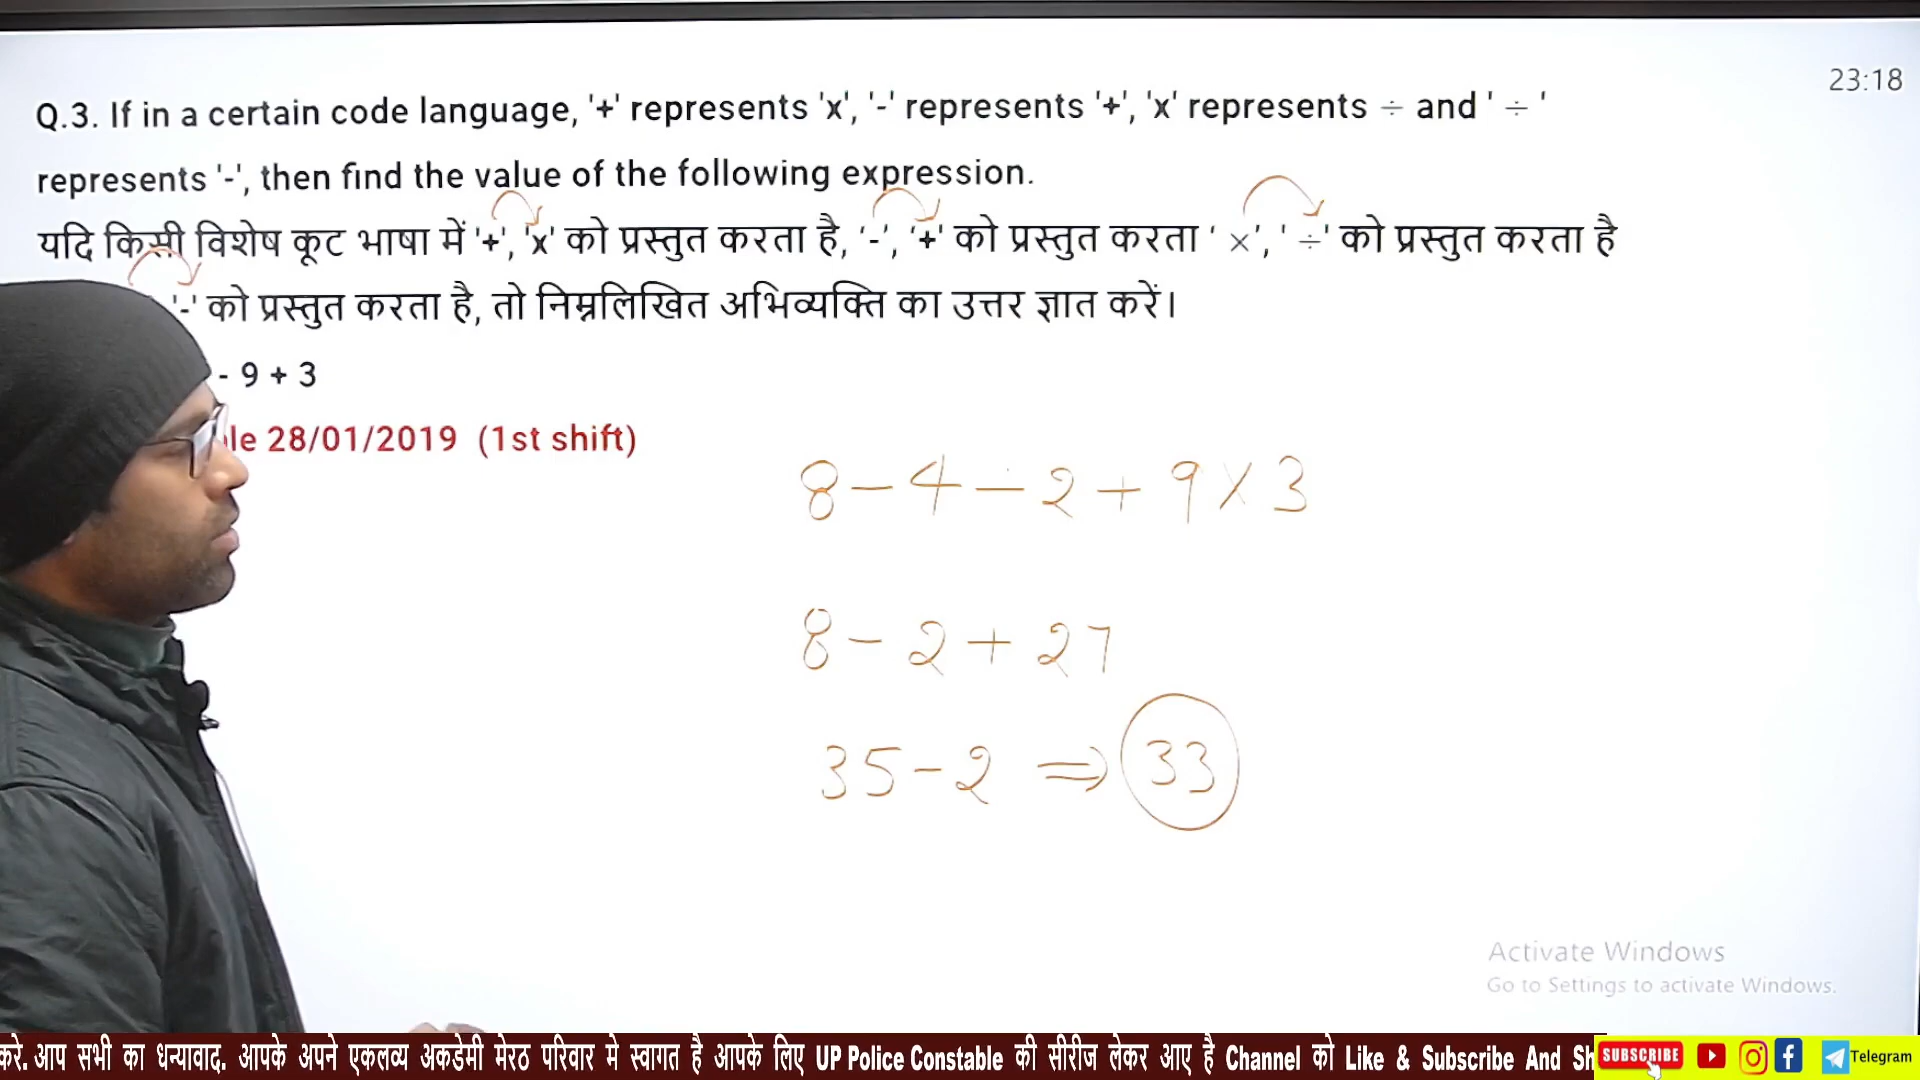 23:18
Q.3. If in a certain code language, '+' represents 'x', '-' represents '+', 'x' represents ÷ and ' ÷ '
represents '-', then find the value of the following expression.
यदि किसी विशेष कूट भाषा में '+', 'x' को प्रस्तुत करता है, '-', '+' को प्रस्तुत करता ' ×', ' ÷' को प्रस्तुत करता है
'-' को प्रस्तुत करता है, तो निम्नलिखित अभिव्यक्ति का उत्तर ज्ञात करें।
- 9 + 3
28/01/2019 (1st shift)
8 - 4 ÷ 2 + 9 × 3
8 - 2 + 27
35 - 2 ⇒ 33
Activate Windows
Go to Settings to activate Windows.
करे. आप सभी का धन्यावाद. आपके अपने एकलव्य अकडेमी मेरठ परिवार मे स्वागत है आपके लिए UP Police Constable की सीरीज लेकर आए है Channel को Like & Subscribe And
SUBSCRIBE
Telegram